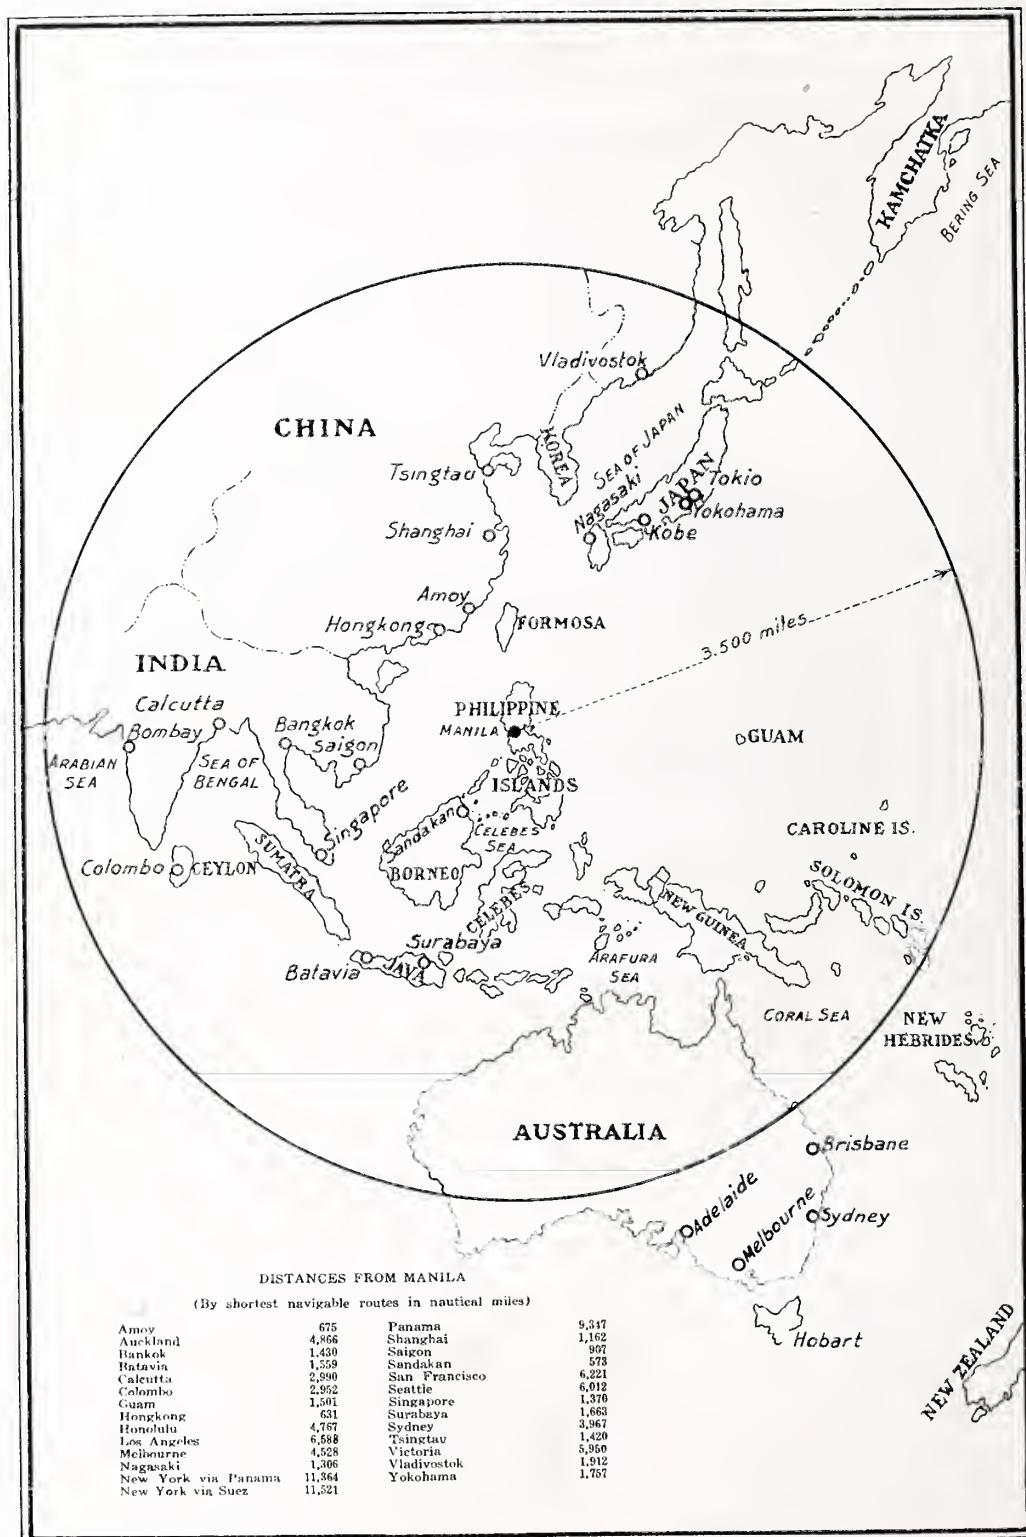 KAMCHATKA
BERING SEA
Vladivostok
CHINA
KOREA
SEA OF JAPAN
JAPAN
Tsingtau
Tokio
Nagasaki
Yokohama
Shanghai
Kobe
Amoy
Hongkong
FORMOSA
3.500 miles
INDIA
Calcutta
PHILIPPINE
Bombay
Bangkok
MANILA
GUAM
Saigon
ARABIAN
SEA
SEA OF
BENGAL
ISLANDS
Singapore
Sandakan
CELEBES
SEA
CAROLINE IS.
Colombo
CEYLON
SUMATRA
BORNEO
SOLOMON IS.
CELEBES
NEW GUINEA
Surabaya
Batavia
JAVA
ARAFURA
SEA
CORAL SEA
NEW
HEBRIDES
AUSTRALIA
Brisbane
Adelaide
Melbourne
Sydney
Hobart
NEW ZEALAND
DISTANCES FROM MANILA
(By shortest navigable routes in nautical miles)
Amoy 675
Auckland 4,866
Bankok 1,430
Batavia 1,559
Calcutta 2,990
Colombo 2,952
Guam 1,501
Hongkong 631
Honolulu 4,767
Los Angeles 6,588
Melbourne 4,528
Nagasaki 1,306
New York via Panama 11,364
New York via Suez 11,521
Panama 9,347
Shanghai 1,162
Saigon 907
Sandakan 573
San Francisco 6,221
Seattle 6,012
Singapore 1,370
Surabaya 1,663
Sydney 3,967
Tsingtau 1,420
Victoria 5,950
Vladivostok 1,912
Yokohama 1,757